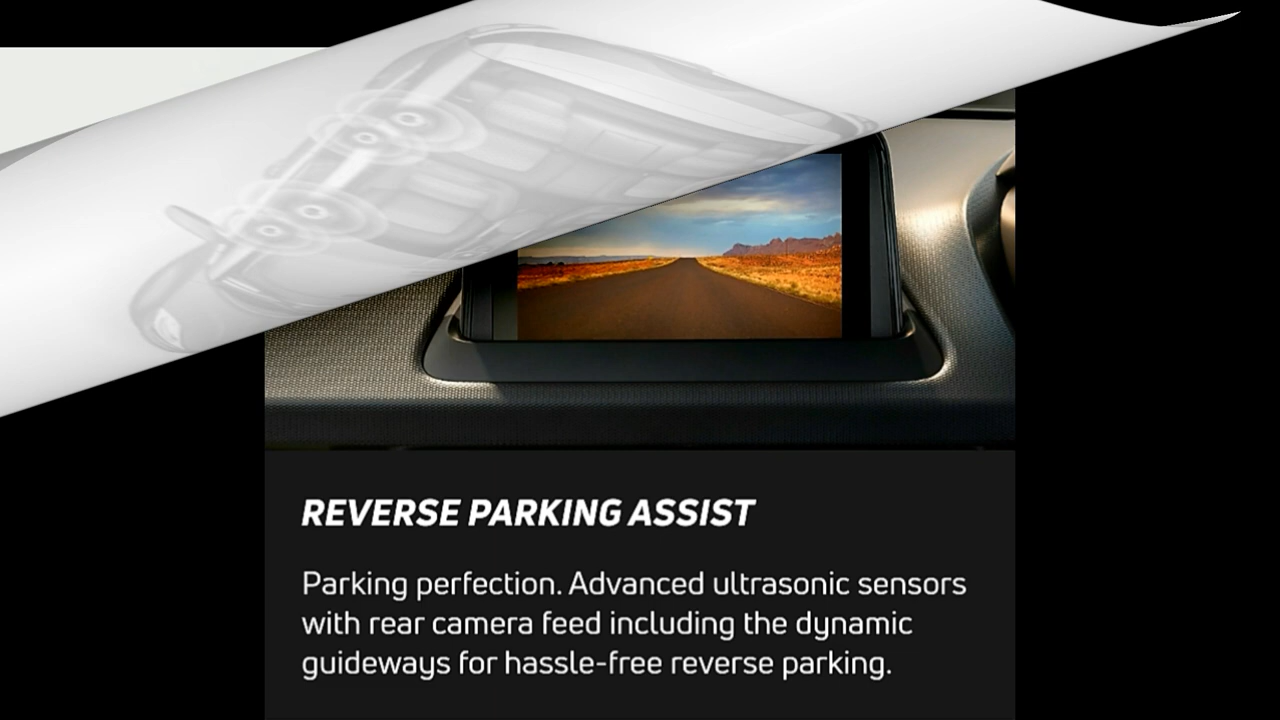 REVERSE PARKING ASSIST
Parking perfection. Advanced ultrasonic sensors
with rear camera feed including the dynamic
guideways for hassle-free reverse parking.